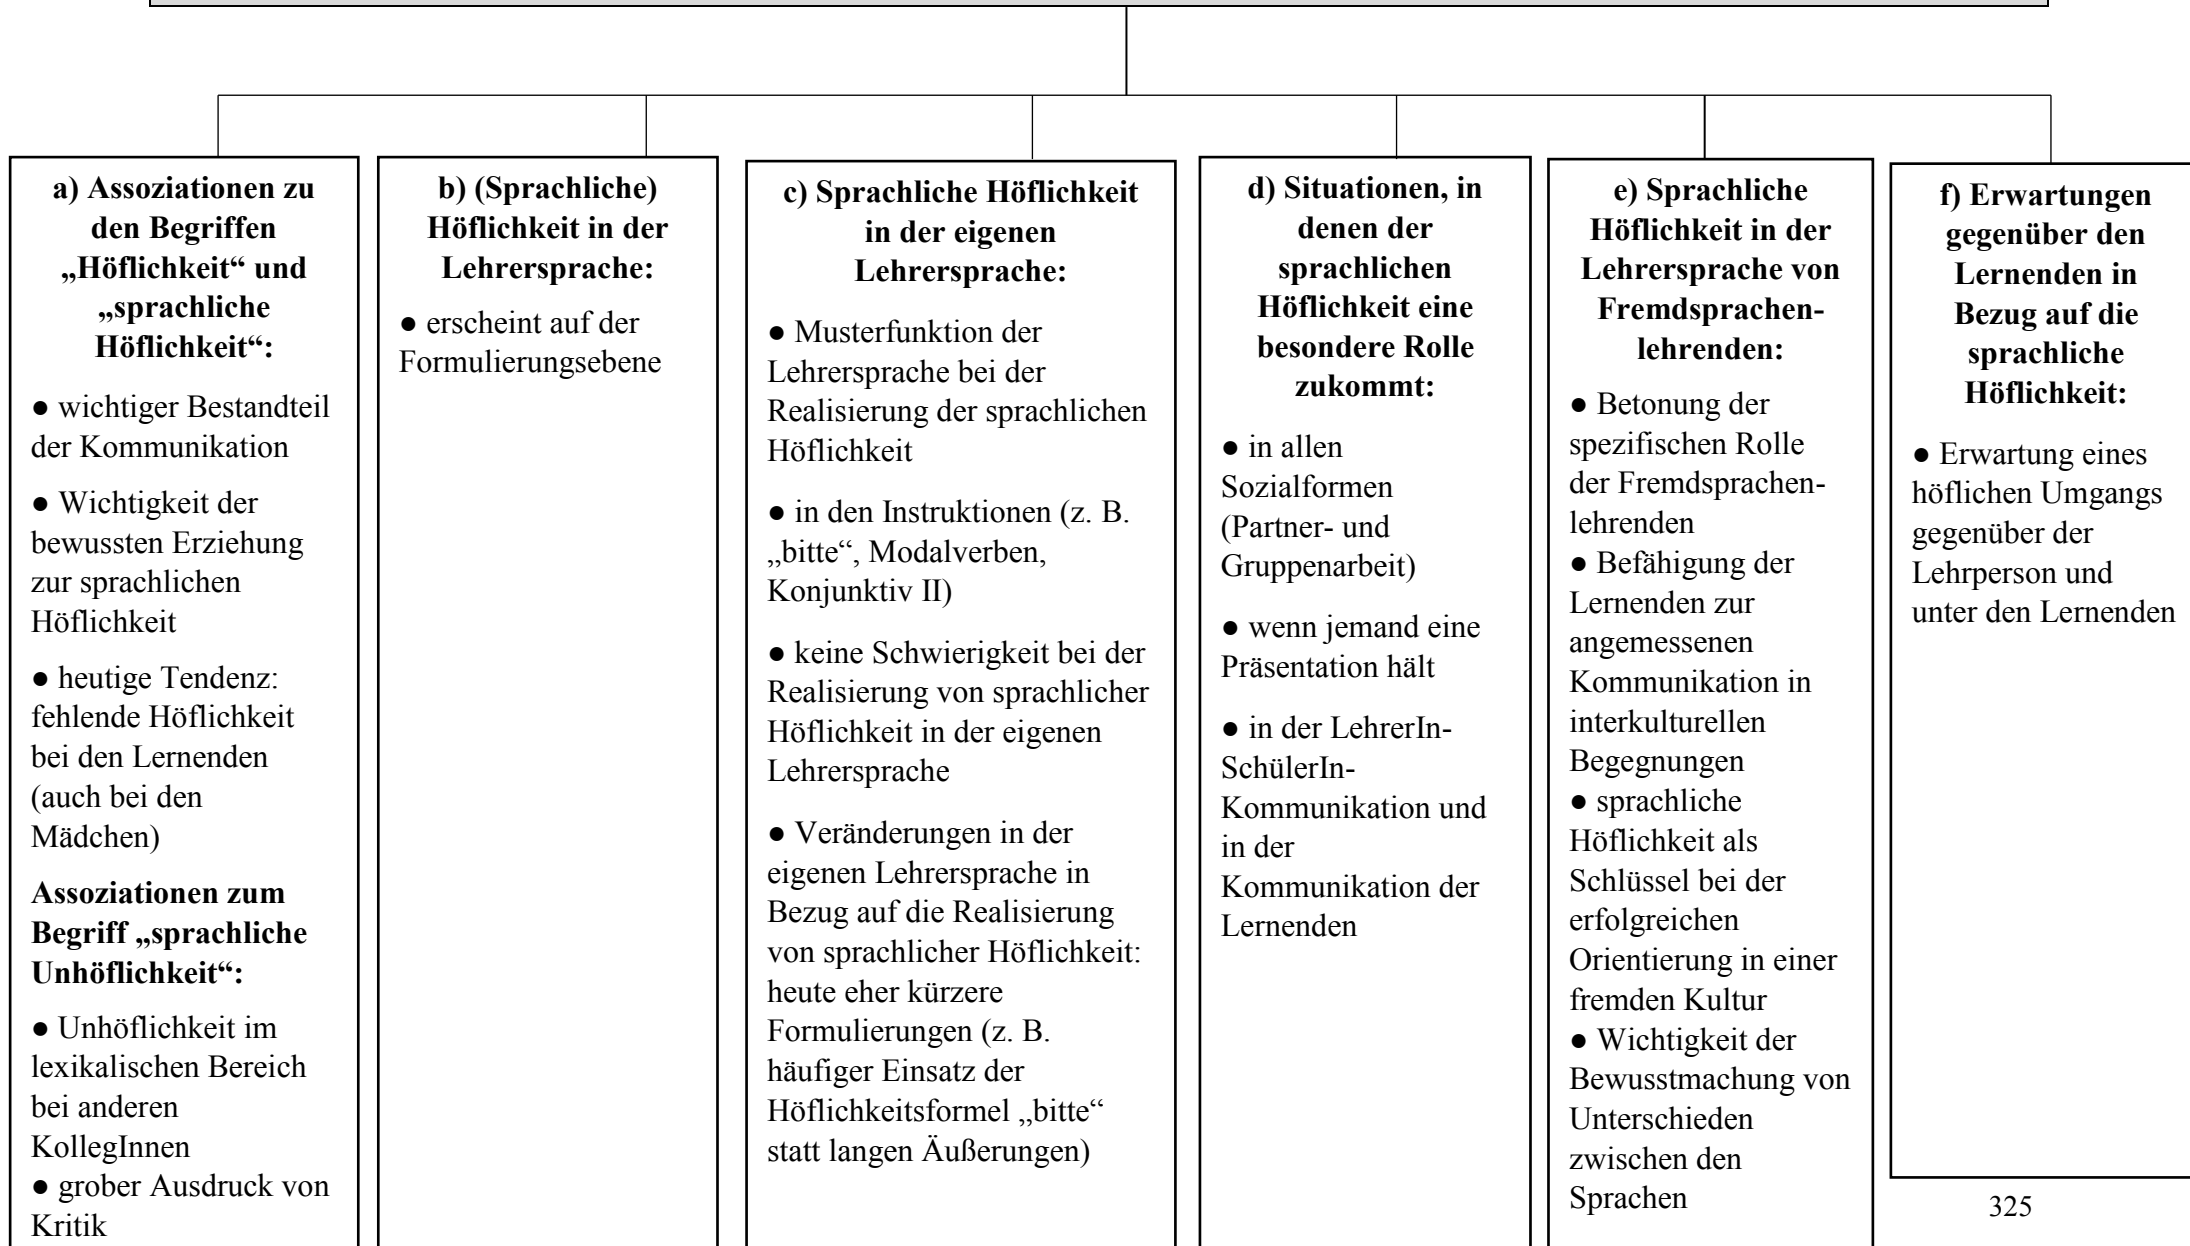 a) Assoziationen zu
den Begriffen
„Höflichkeit“ und
„sprachliche
Höflichkeit“:
● wichtiger Bestandteil
der Kommunikation
● Wichtigkeit der
bewussten Erziehung
zur sprachlichen
Höflichkeit
● heutige Tendenz:
fehlende Höflichkeit
bei den Lernenden
(auch bei den
Mädchen)
Assoziationen zum
Begriff „sprachliche
Unhöflichkeit“:
● Unhöflichkeit im
lexikalischen Bereich
bei anderen
KollegInnen
● grober Ausdruck von
Kritik
b) (Sprachliche)
Höflichkeit in der
Lehrersprache:
● erscheint auf der
Formulierungsebene
c) Sprachliche Höflichkeit
in der eigenen
Lehrersprache:
● Musterfunktion der
Lehrersprache bei der
Realisierung der sprachlichen
Höflichkeit
● in den Instruktionen (z. B.
„bitte“, Modalverben,
Konjunktiv II)
● keine Schwierigkeit bei der
Realisierung von sprachlicher
Höflichkeit in der eigenen
Lehrersprache
● Veränderungen in der
eigenen Lehrersprache in
Bezug auf die Realisierung
von sprachlicher Höflichkeit:
heute eher kürzere
Formulierungen (z. B.
häufiger Einsatz der
Höflichkeitsformel „bitte“
statt langen Äußerungen)
d) Situationen, in
denen der
sprachlichen
Höflichkeit eine
besondere Rolle
zukommt:
● in allen
Sozialformen
(Partner- und
Gruppenarbeit)
● wenn jemand eine
Präsentation hält
● in der LehrerIn-
SchülerIn-
Kommunikation und
in der
Kommunikation der
Lernenden
e) Sprachliche
Höflichkeit in der
Lehrersprache von
Fremdsprachen-
lehrenden:
● Betonung der
spezifischen Rolle
der Fremdsprachen-
lehrenden
● Befähigung der
Lernenden zur
angemessenen
Kommunikation in
interkulturellen
Begegnungen
● sprachliche
Höflichkeit als
Schlüssel bei der
erfolgreichen
Orientierung in einer
fremden Kultur
● Wichtigkeit der
Bewusstmachung von
Unterschieden
zwischen den
Sprachen
f) Erwartungen
gegenüber den
Lernenden in
Bezug auf die
sprachliche
Höflichkeit:
● Erwartung eines
höflichen Umgangs
gegenüber der
Lehrperson und
unter den Lernenden
325